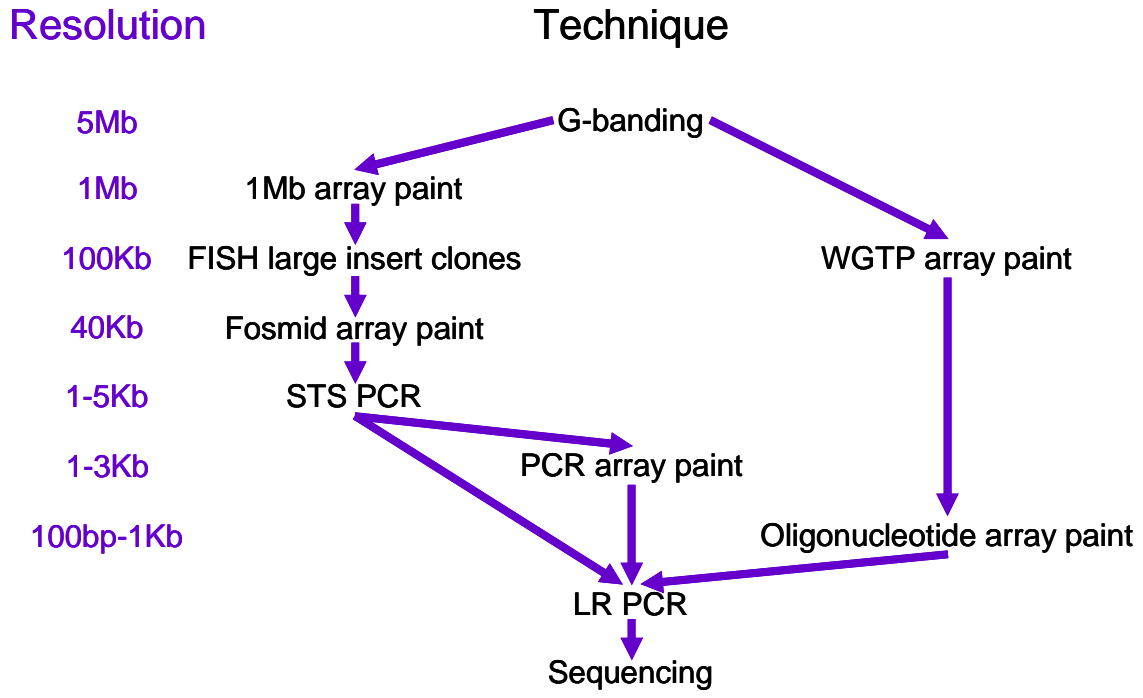 Resolution Technique
5Mb G-banding
1Mb 1Mb array paint
100Kb FISH large insert clones WGTP array paint
40Kb Fosmid array paint
1-5Kb STS PCR
1-3Kb PCR array paint
100bp-1Kb Oligonucleotide array paint
LR PCR
Sequencing